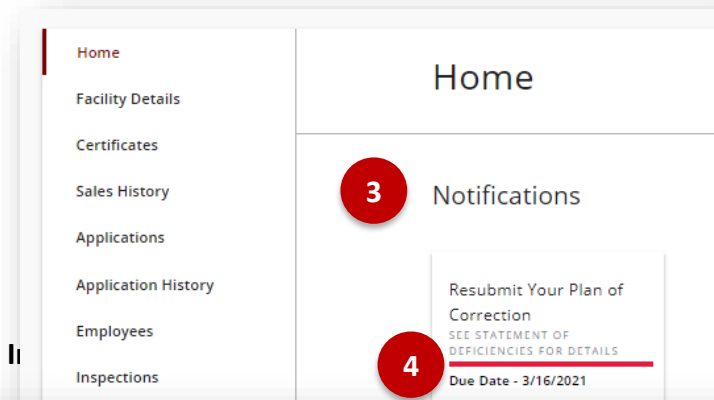 Home
Facility Details
Certificates
Sales History
Applications
Application History
Employees
Inspections
Home
3
Notifications
Resubmit Your Plan of
Correction
SEE STATEMENT OF
DEFICIENCIES FOR DETAILS
4
Due Date - 3/16/2021